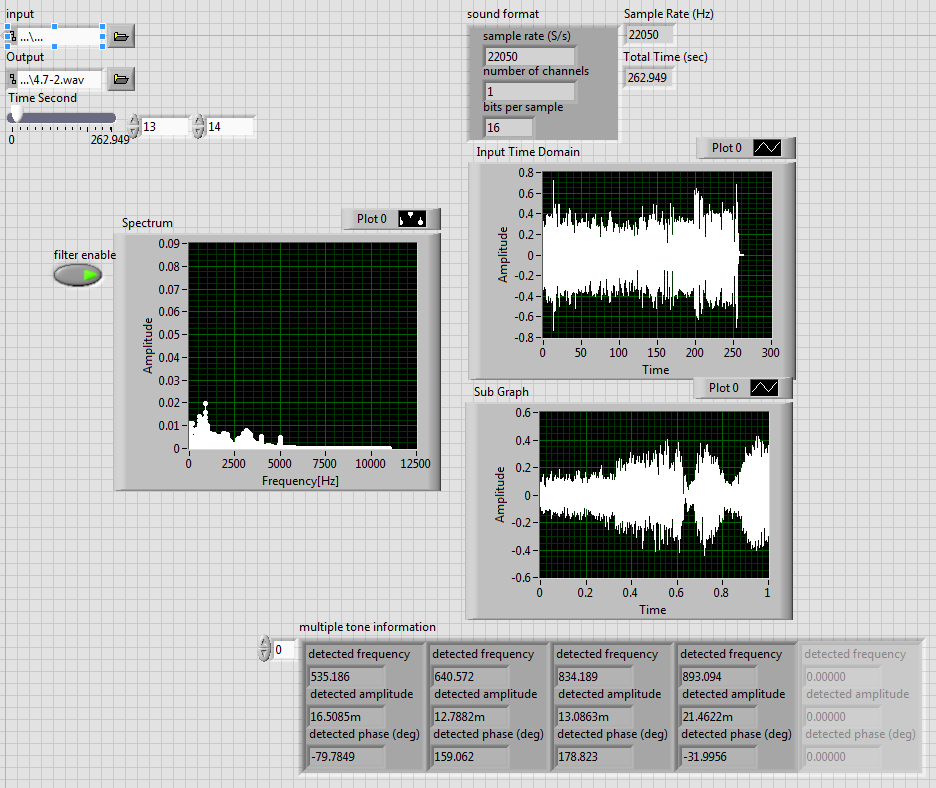 input
...\...
Output
...\4.7-2.wav
Time Second
0 262.949
13 14
filter enable
sound format
sample rate (S/s)
22050
number of channels
1
bits per sample
16
Sample Rate (Hz)
22050
Total Time (sec)
262.949
Input Time Domain
Plot 0
0.8
0.6
0.4
0.2
0
-0.2
-0.4
-0.6
-0.8
Amplitude
0 50 100 150 200 250 300
Time
Spectrum
Plot 0
0.09
0.08
0.07
0.06
0.05
0.04
0.03
0.02
0.01
0
Amplitude
0 2500 5000 7500 10000 12500
Frequency[Hz]
Sub Graph
Plot 0
0.6
0.4
0.2
0
-0.2
-0.4
-0.6
Amplitude
0 0.2 0.4 0.6 0.8 1
Time
multiple tone information
0
detected frequency
535.186
detected amplitude
16.5085m
detected phase (deg)
-79.7849
detected frequency
640.572
detected amplitude
12.7882m
detected phase (deg)
159.062
detected frequency
834.189
detected amplitude
13.0863m
detected phase (deg)
178.823
detected frequency
893.094
detected amplitude
21.4622m
detected phase (deg)
-31.9956
detected frequency
0.00000
detected amplitude
0.00000
detected phase (deg)
0.00000